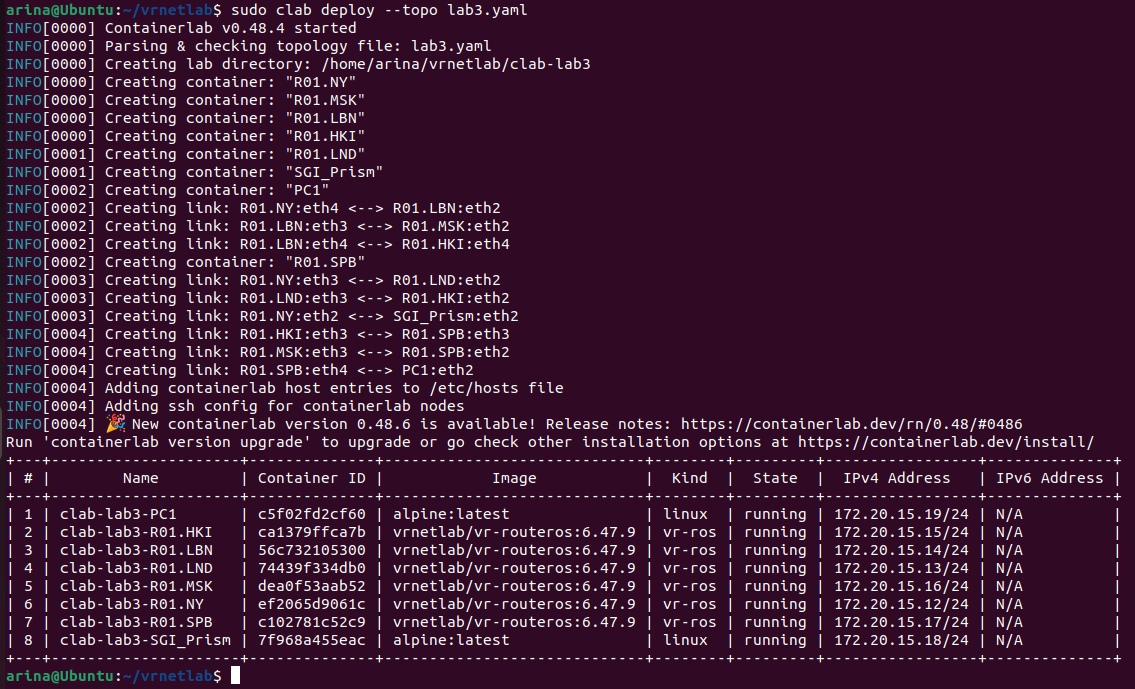 arina@Ubuntu:~/vrnetlab$ sudo clab deploy --topo lab3.yaml
INFO[0000] Containerlab v0.48.4 started
INFO[0000] Parsing & checking topology file: lab3.yaml
INFO[0000] Creating lab directory: /home/arina/vrnetlab/clab-lab3
INFO[0000] Creating container: "R01.NY"
INFO[0000] Creating container: "R01.MSK"
INFO[0000] Creating container: "R01.LBN"
INFO[0000] Creating container: "R01.HKI"
INFO[0001] Creating container: "R01.LND"
INFO[0001] Creating container: "SGI_Prism"
INFO[0002] Creating container: "PC1"
INFO[0002] Creating link: R01.NY:eth4 <--> R01.LBN:eth2
INFO[0002] Creating link: R01.LBN:eth3 <--> R01.MSK:eth2
INFO[0002] Creating link: R01.LBN:eth4 <--> R01.HKI:eth4
INFO[0002] Creating container: "R01.SPB"
INFO[0003] Creating link: R01.NY:eth3 <--> R01.LND:eth2
INFO[0003] Creating link: R01.LND:eth3 <--> R01.HKI:eth2
INFO[0003] Creating link: R01.NY:eth2 <--> SGI_Prism:eth2
INFO[0004] Creating link: R01.HKI:eth3 <--> R01.SPB:eth3
INFO[0004] Creating link: R01.MSK:eth3 <--> R01.SPB:eth2
INFO[0004] Creating link: R01.SPB:eth4 <--> PC1:eth2
INFO[0004] Adding containerlab host entries to /etc/hosts file
INFO[0004] Adding ssh config for containerlab nodes
INFO[0004] 🎉 New containerlab version 0.48.6 is available! Release notes: https://containerlab.dev/rn/0.48/#0486
Run 'containerlab version upgrade' to upgrade or go check other installation options at https://containerlab.dev/install/
+---+---------------------+--------------+-----------------------------+--------+---------+------------------+--------------+
| # |        Name         | Container ID |            Image            |  Kind  |  State  |   IPv4 Address   | IPv6 Address |
+---+---------------------+--------------+-----------------------------+--------+---------+------------------+--------------+
| 1 | clab-lab3-PC1       | c5f02fd2cf60 | alpine:latest               | linux  | running | 172.20.15.19/24 | N/A          |
| 2 | clab-lab3-R01.HKI   | ca1379ffca7b | vrnetlab/vr-routeros:6.47.9 | vr-ros | running | 172.20.15.15/24 | N/A          |
| 3 | clab-lab3-R01.LBN   | 56c732105300 | vrnetlab/vr-routeros:6.47.9 | vr-ros | running | 172.20.15.14/24 | N/A          |
| 4 | clab-lab3-R01.LND   | 74439f334db0 | vrnetlab/vr-routeros:6.47.9 | vr-ros | running | 172.20.15.13/24 | N/A          |
| 5 | clab-lab3-R01.MSK   | dea0f53aab52 | vrnetlab/vr-routeros:6.47.9 | vr-ros | running | 172.20.15.16/24 | N/A          |
| 6 | clab-lab3-R01.NY    | ef2065d9061c | vrnetlab/vr-routeros:6.47.9 | vr-ros | running | 172.20.15.12/24 | N/A          |
| 7 | clab-lab3-R01.SPB   | c102781c52c9 | vrnetlab/vr-routeros:6.47.9 | vr-ros | running | 172.20.15.17/24 | N/A          |
| 8 | clab-lab3-SGI_Prism | 7f968a455eac | alpine:latest               | linux  | running | 172.20.15.18/24 | N/A          |
+---+---------------------+--------------+-----------------------------+--------+---------+------------------+--------------+
arina@Ubuntu:~/vrnetlab$